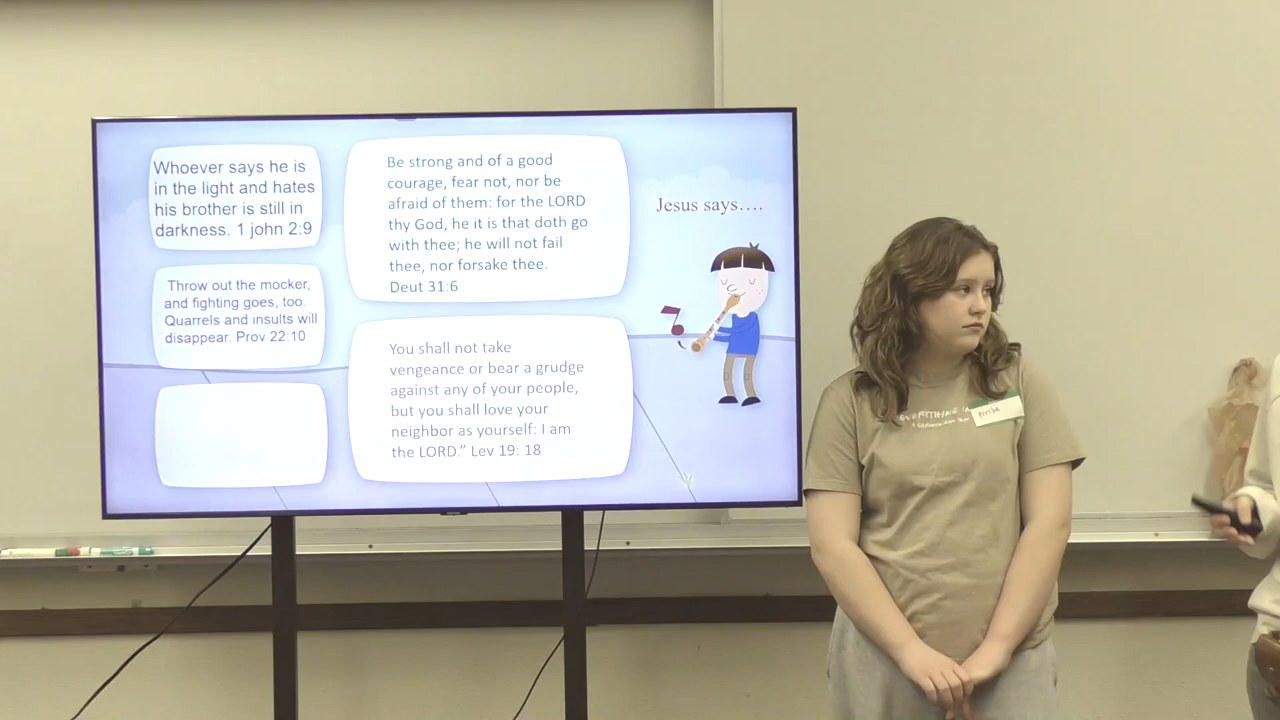 Whoever says he is
in the light and hates
his brother is still in
darkness. 1 john 2:9
Throw out the mocker,
and fighting goes, too.
Quarrels and insults will
disappear. Prov 22:10
Be strong and of a good
courage, fear not, nor be
afraid of them: for the LORD
thy God, he it is that doth go
with thee; he will not fail
thee, nor forsake thee.
Deut 31:6
You shall not take
vengeance or bear a grudge
against any of your people,
but you shall love your
neighbor as yourself: I am
the LORD.” Lev 19: 18
Jesus says….
EVERYTHING